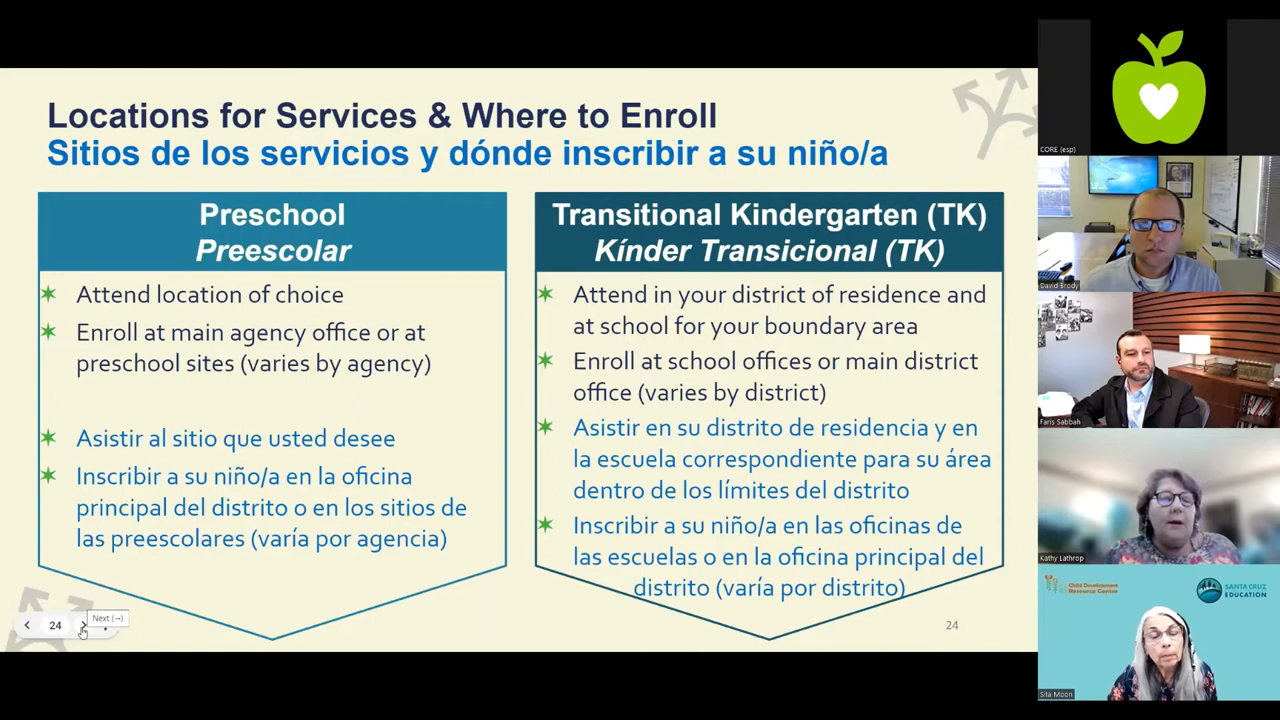 Locations for Services & Where to Enroll
Sitios de los servicios y dónde inscribir a su niño/a
Preschool
Preescolar
Attend location of choice
Enroll at main agency office or at
preschool sites (varies by agency)
Asistir al sitio que usted desee
Inscribir a su niño/a en la oficina
principal del distrito o en los sitios de
las preescolares (varía por agencia)
Transitional Kindergarten (TK)
Kínder Transicional (TK)
Attend in your district of residence and
at school for your boundary area
Enroll at school offices or main district
office (varies by district)
Asistir en su distrito de residencia y en
la escuela correspondiente para su área
dentro de los límites del distrito
Inscribir a su niño/a en las oficinas de
las escuelas o en la oficina principal del
distrito (varía por distrito)
24
Next (→)
24
CORE (esp)
David Brody
Faris Sabbah
Kathy Lathrop
Child Development
Resource Center
SANTA CRUZ
EDUCATION
Sita Moon